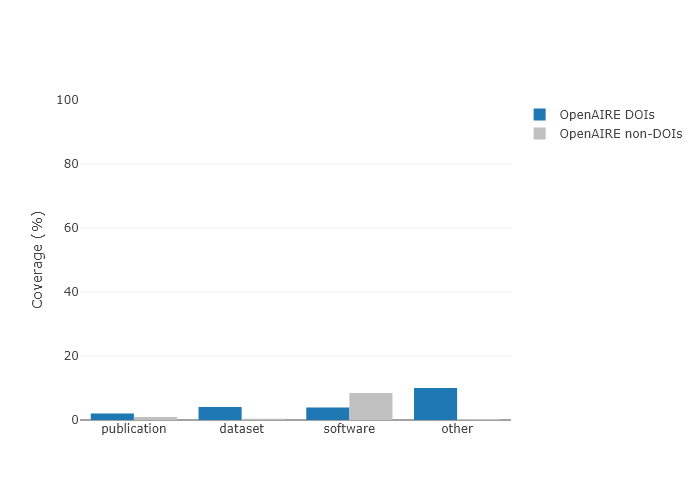 100
80
60
40
20
0
Coverage (%)
publication
dataset
software
other
OpenAIRE DOIs
OpenAIRE non-DOIs